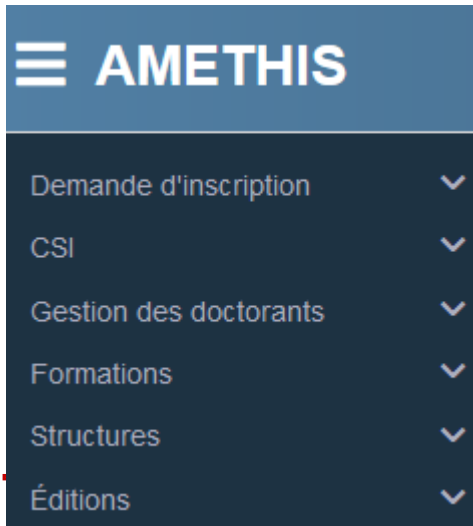 AMETHIS
Demande d'inscription
CSI
Gestion des doctorants
Formations
Structures
Éditions